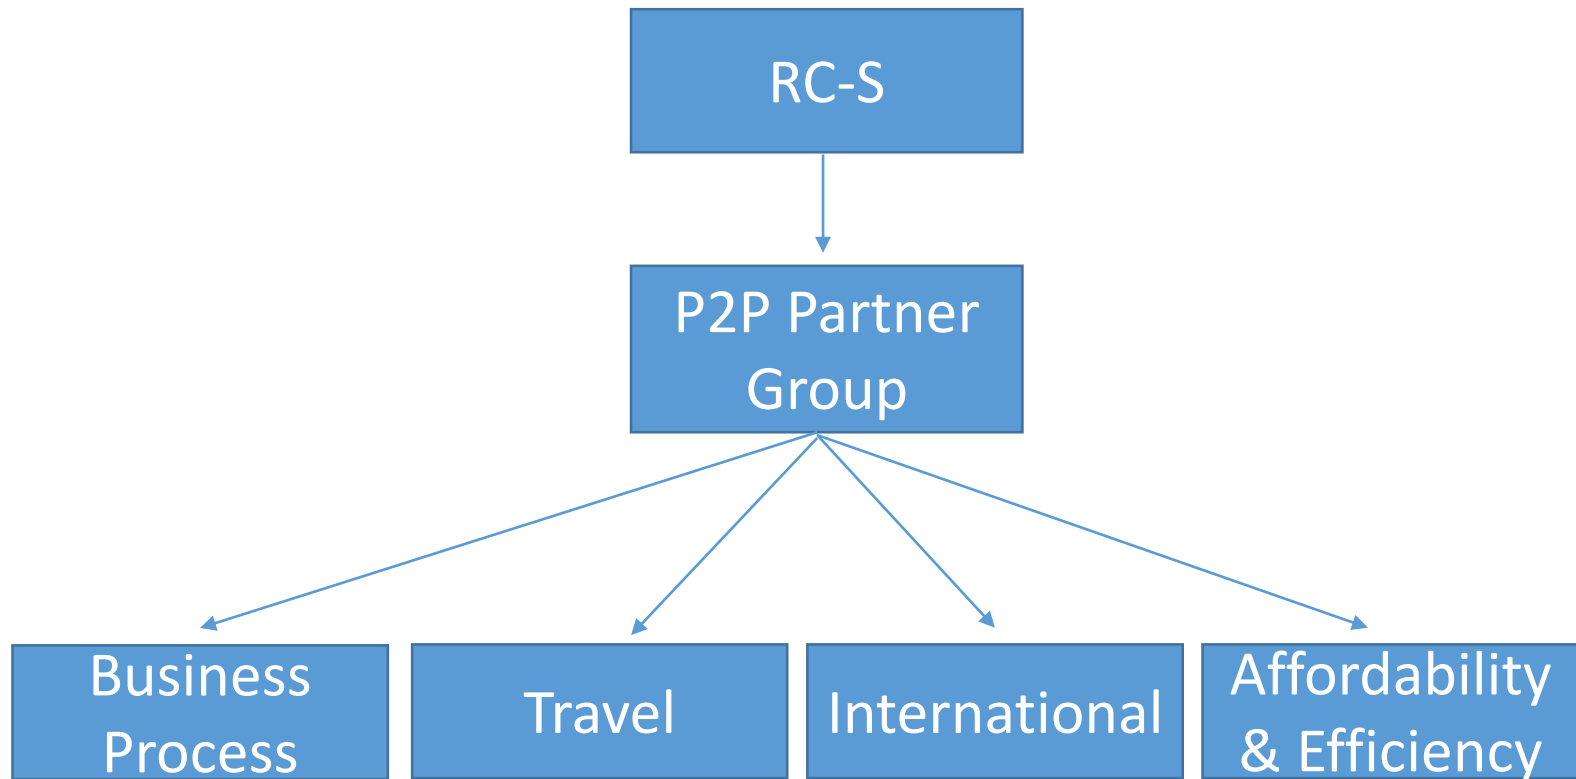 RC-S
P2P Partner
Group
Business
Process
Travel
International
Affordability
& Efficiency